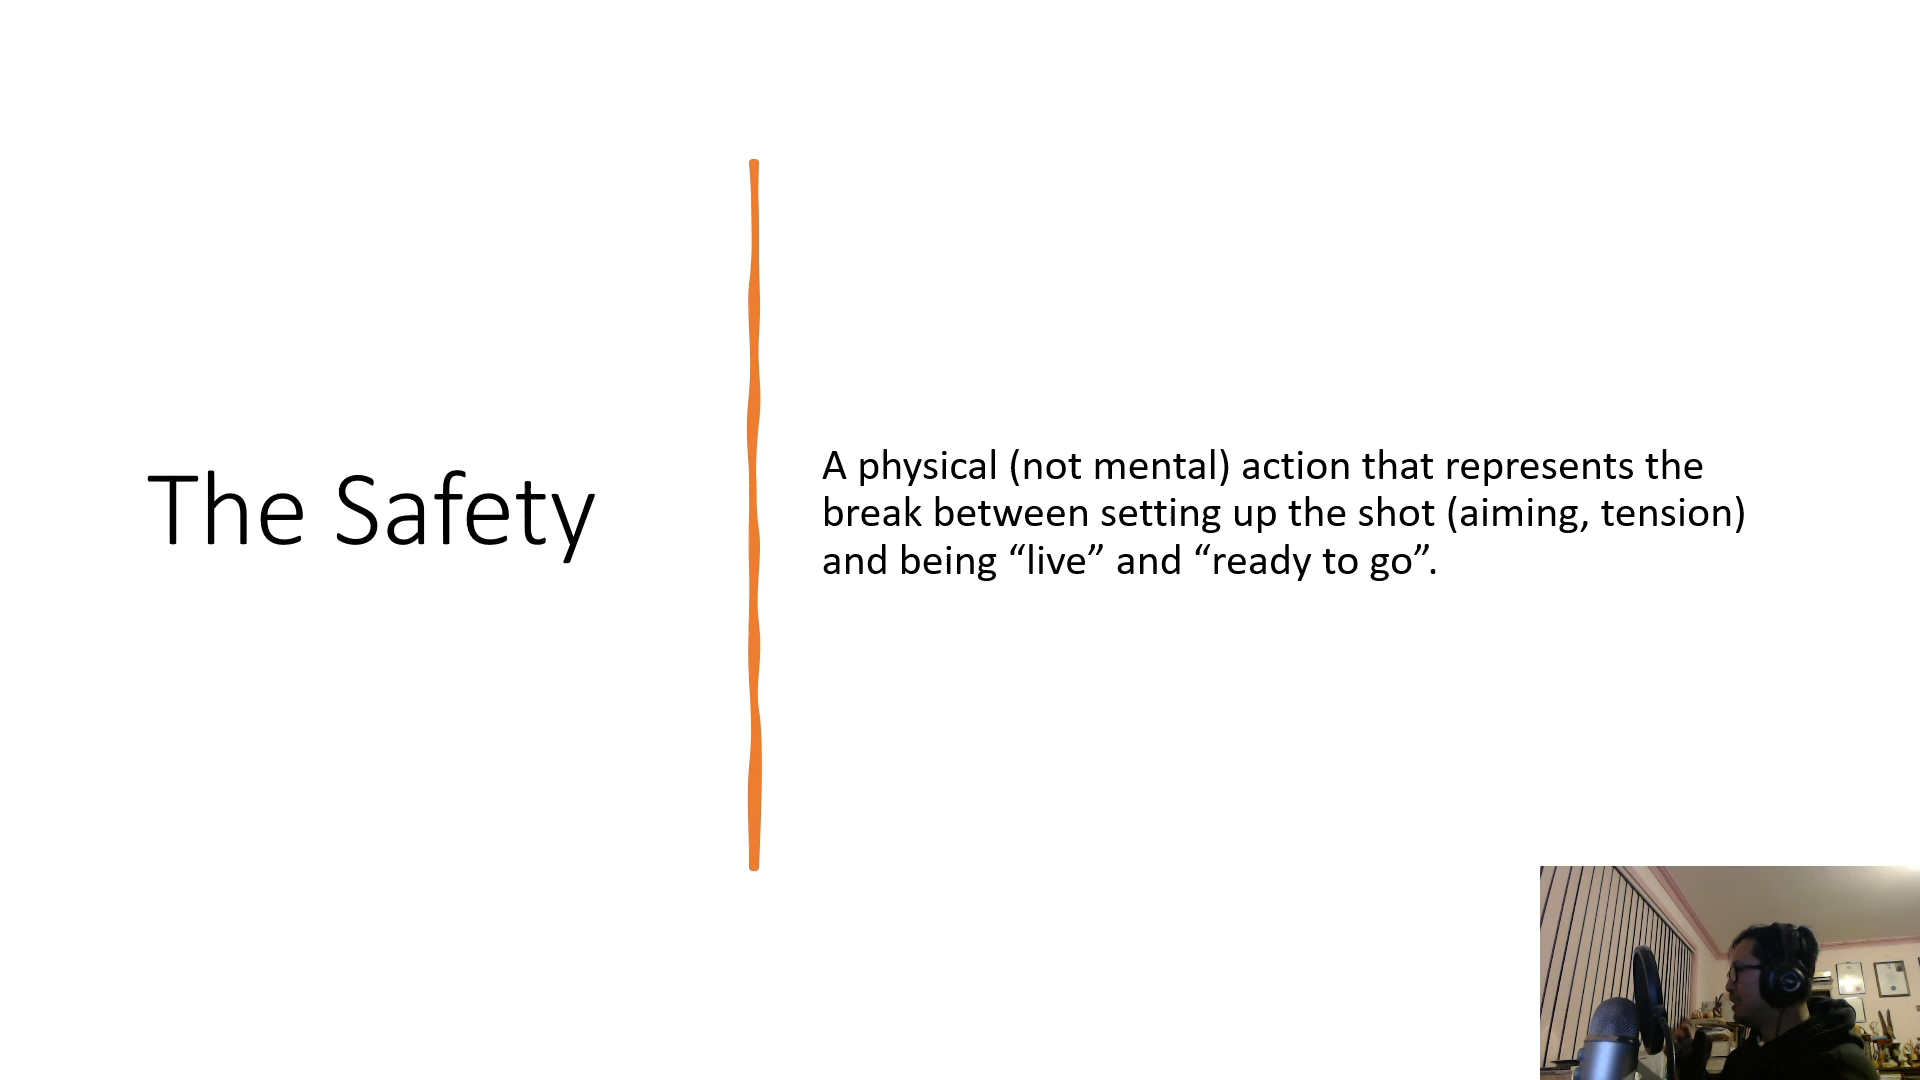 The Safety
A physical (not mental) action that represents the
break between setting up the shot (aiming, tension)
and being “live” and “ready to go”.